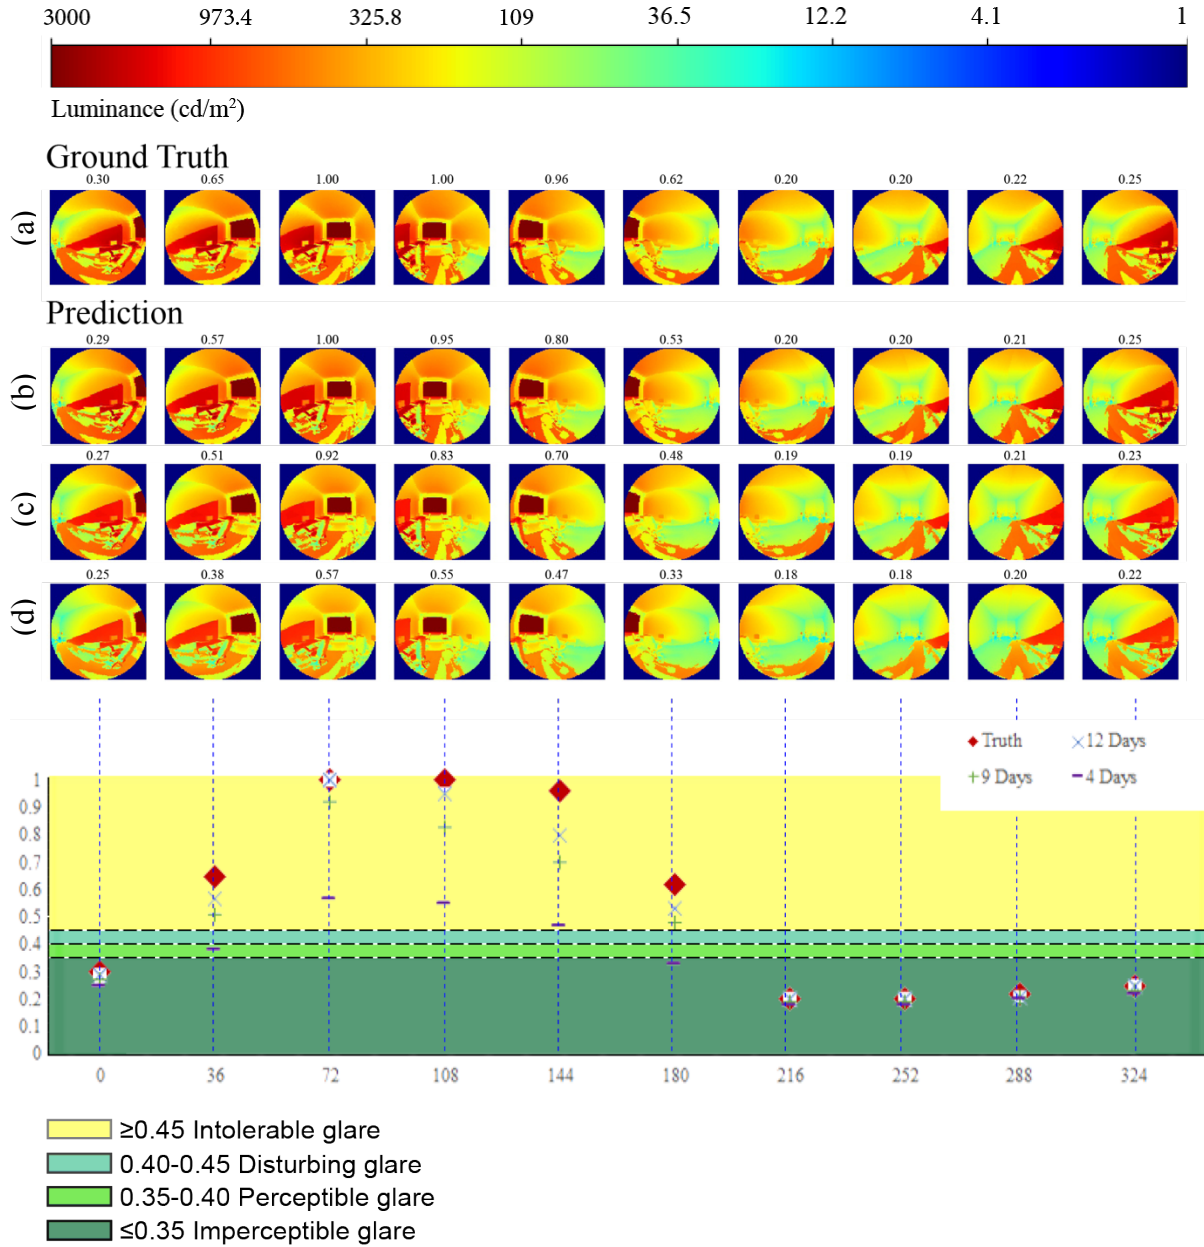 3000 973.4 325.8 109 36.5 12.2 4.1 1
Luminance (cd/m²)
Ground Truth
0.30 0.65 1.00 1.00 0.96 0.62 0.20 0.20 0.22 0.25
(a)
Prediction
0.29 0.57 1.00 0.95 0.80 0.53 0.20 0.20 0.21 0.25
(b)
0.27 0.51 0.92 0.83 0.70 0.48 0.19 0.19 0.21 0.23
(c)
0.25 0.38 0.57 0.55 0.47 0.33 0.18 0.18 0.20 0.22
(d)
Truth 12 Days
9 Days 4 Days
1
0.9
0.8
0.7
0.6
0.5
0.4
0.3
0.2
0.1
0
0 36 72 108 144 180 216 252 288 324
≥0.45 Intolerable glare
0.40-0.45 Disturbing glare
0.35-0.40 Perceptible glare
≤0.35 Imperceptible glare